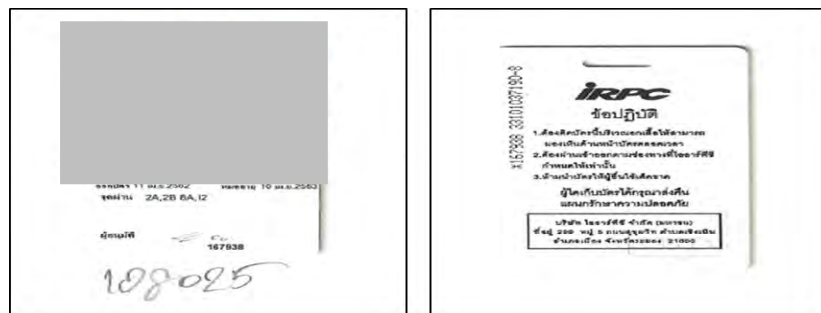 ออกบัตร 11 เม.ย.2562 หมดอายุ 10 เม.ย.2563
จุดผ่าน 2A,2B 6A,I2
ผู้อนุมัติ
167938
108025
x167938 33101037190-8
IRPC
ข้อปฏิบัติ
1.ต้องติดบัตรนี้บริเวณอกเสื้อให้สามารถ
มองเห็นด้านหน้าบัตรตลอดเวลา
2.ต้องผ่านเข้าออกตามช่องทางที่ไออาร์พีซี
กำหนดให้เท่านั้น
3.ห้ามนำบัตรให้ผู้อื่นใช้เด็ดขาด
ผู้ใดเก็บบัตรได้กรุณาส่งคืน
แผนกรักษาความปลอดภัย
บริษัท ไออาร์พีซี จำกัด (มหาชน)
ที่อยู่ 299 หมู่ 5 ถนนสุขุมวิท ตำบลเชิงเนิน
อำเภอเมือง จังหวัดระยอง 21000